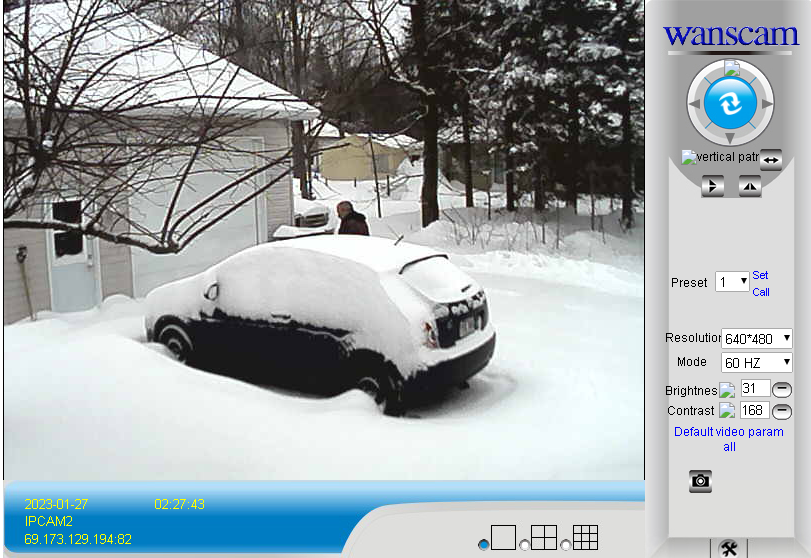 wanscam
vertical patr
Preset 1 Set
Call
Resolution 640*480
Mode 60 HZ
Brightnes 31
Contrast 168
Default video param
all
2023-01-27 02:27:43
IPCAM2
69.173.129.194:82